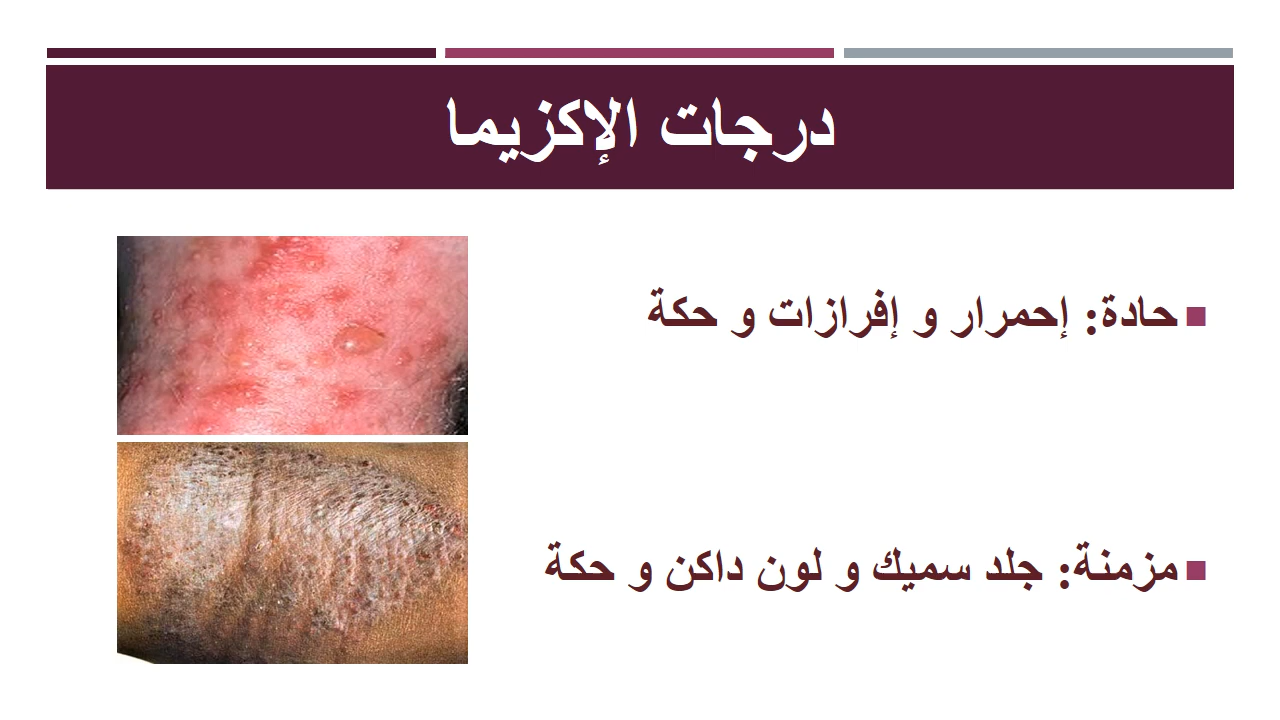 درجات الإكزيما
▪ حادة: إحمرار و إفرازات و حكة
▪ مزمنة: جلد سميك و لون داكن و حكة